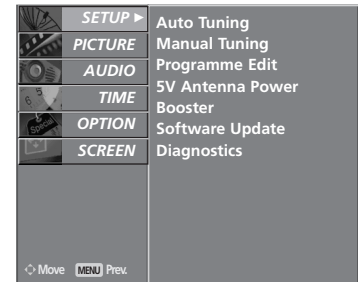 SETUP
PICTURE
AUDIO
TIME
OPTION
SCREEN
Auto Tuning
Manual Tuning
Programme Edit
5V Antenna Power
Booster
Software Update
Diagnostics
Special
Move MENU Prev.